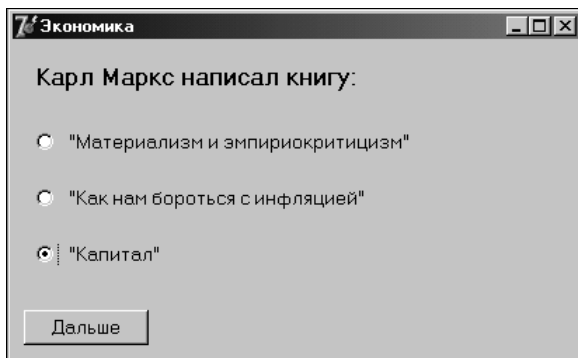 Экономика
Карл Маркс написал книгу:
"Материализм и эмпириокритицизм"
"Как нам бороться с инфляцией"
"Капитал"
Дальше